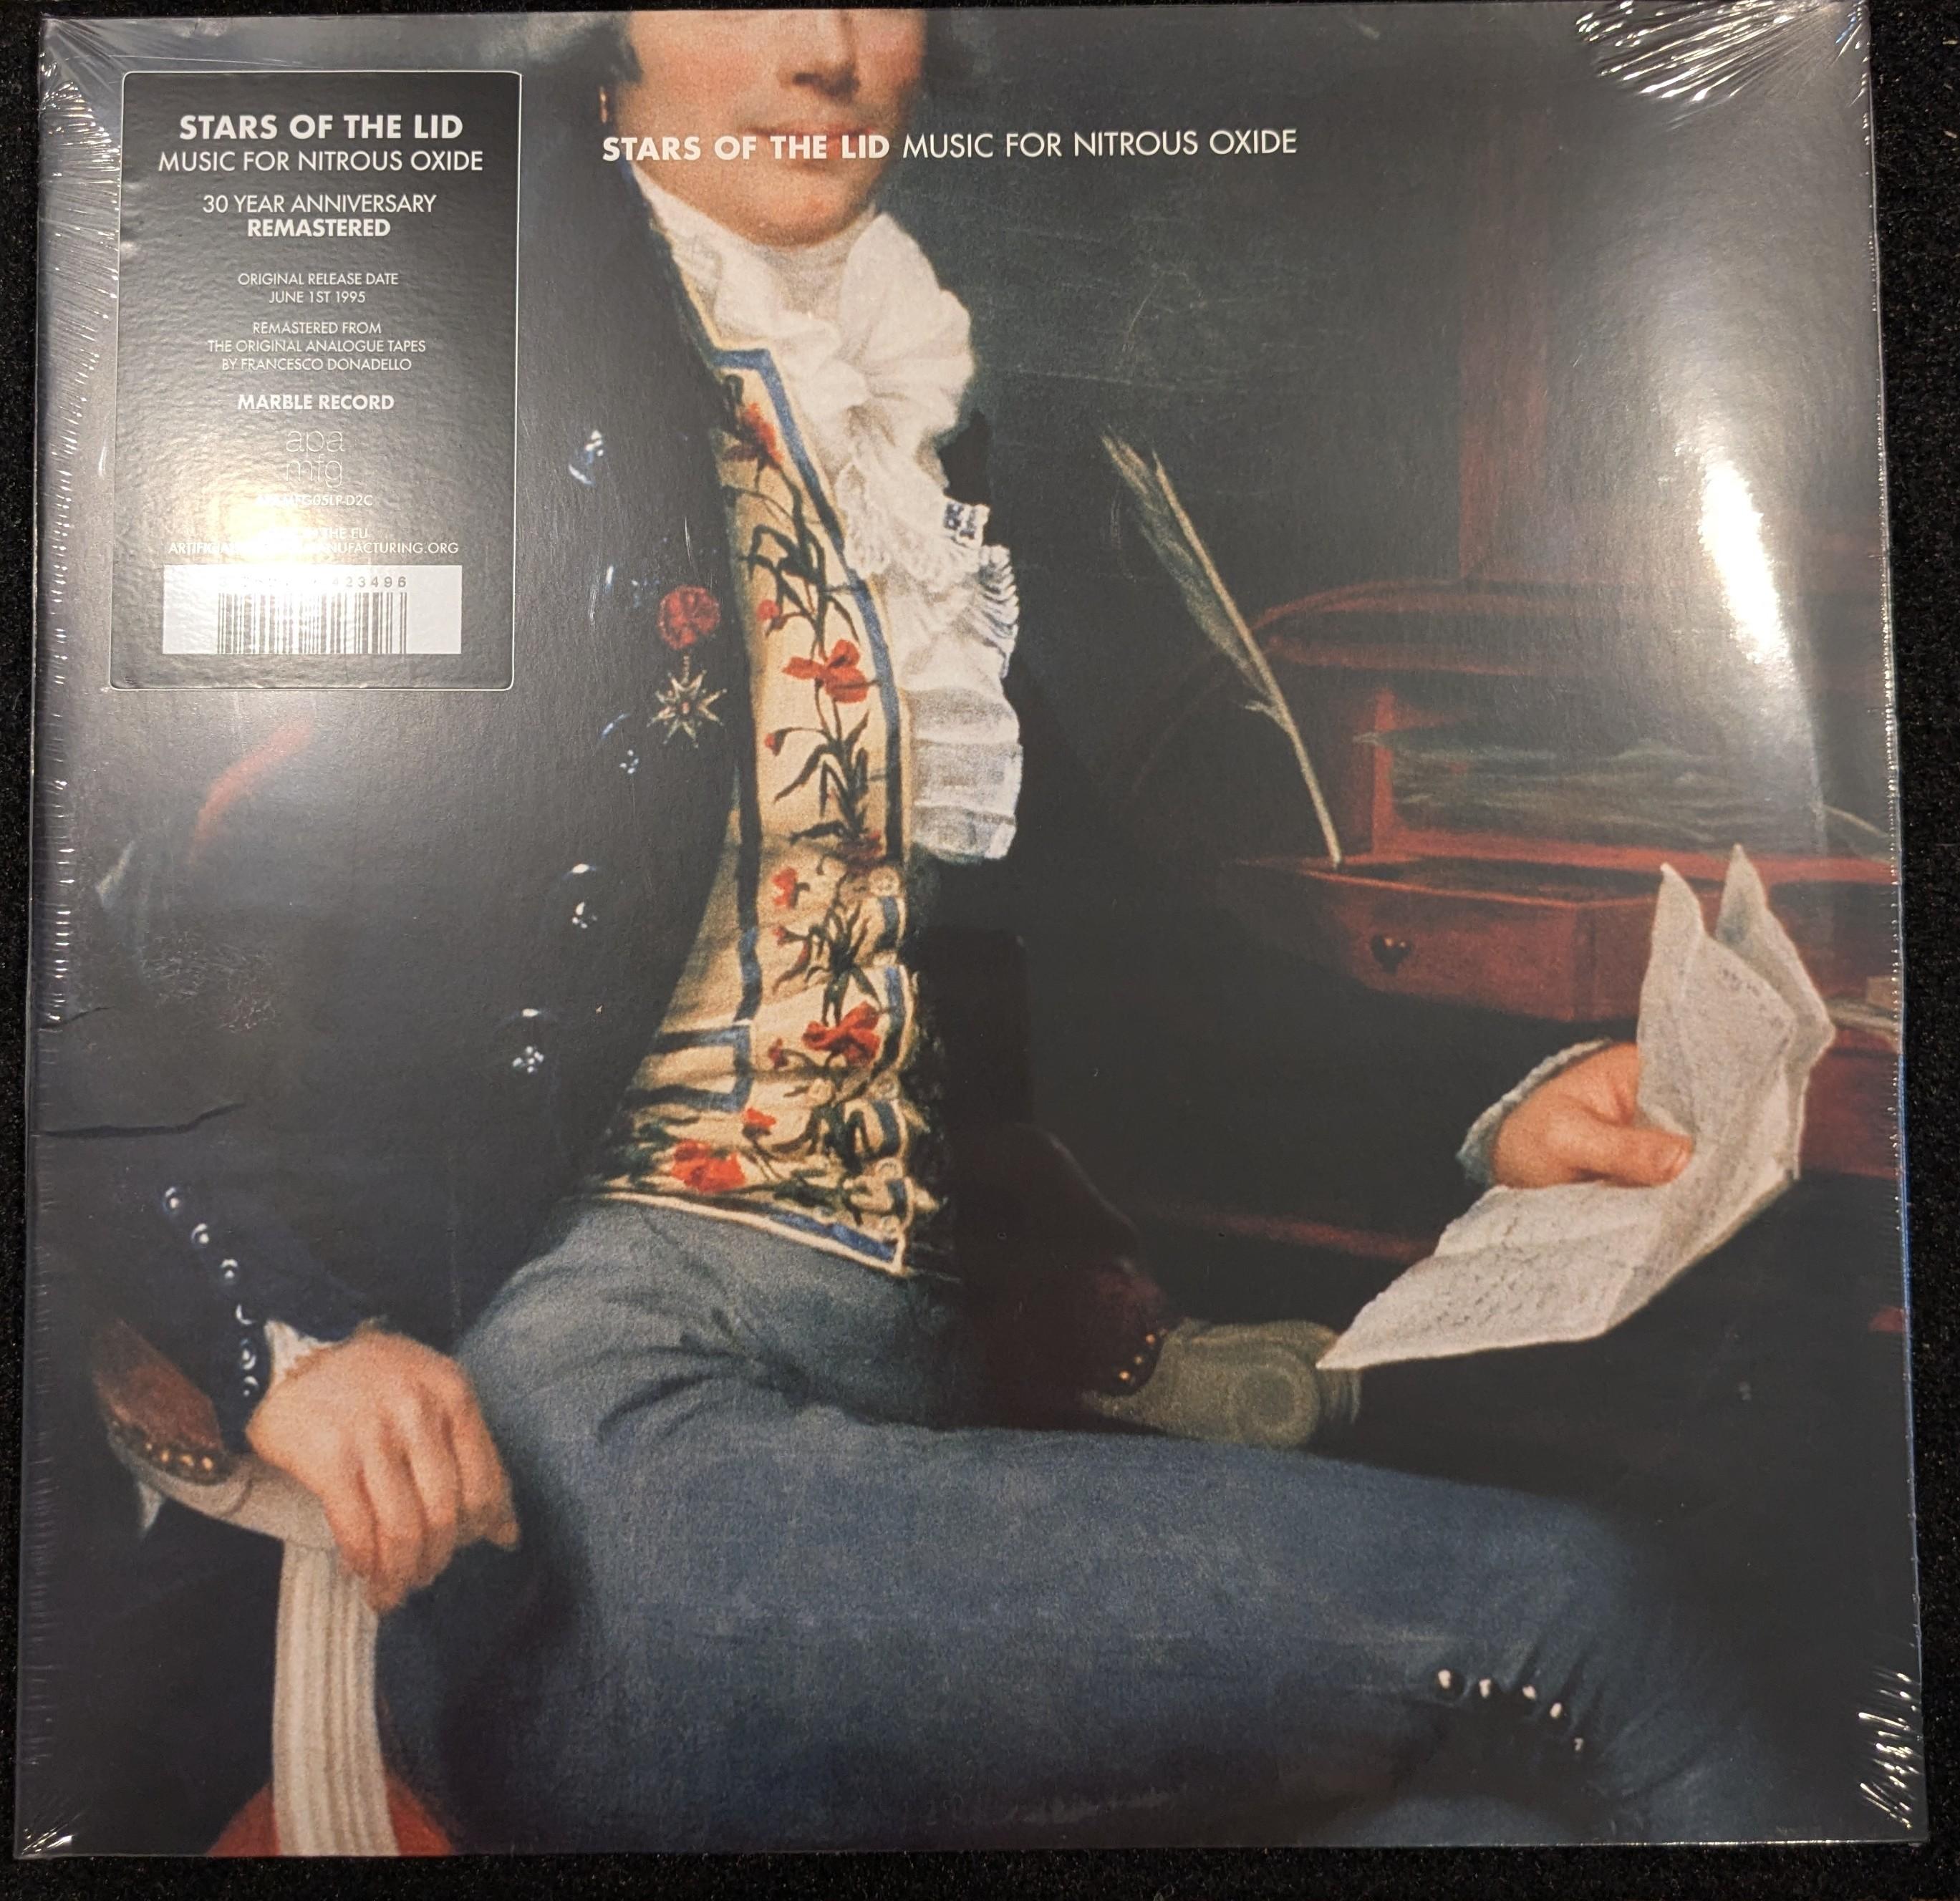 STARS OF THE LID
MUSIC FOR NITROUS OXIDE
30 YEAR ANNIVERSARY
REMASTERED
ORIGINAL RELEASE DATE
JUNE 1ST 1995
REMASTERED FROM
THE ORIGINAL ANALOGUE TAPES
BY FRANCESCO DONADELLO
MARBLE RECORD
apa
mfg
THE EU
STARS OF THE LID MUSIC FOR NITROUS OXIDE